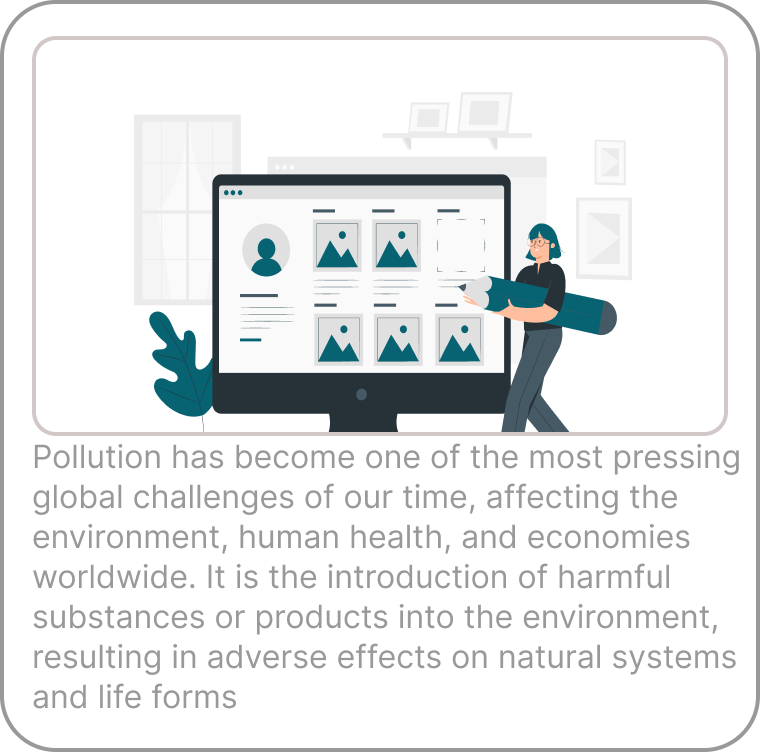 Pollution has become one of the most pressing
global challenges of our time, affecting the
environment, human health, and economies
worldwide. It is the introduction of harmful
substances or products into the environment,
resulting in adverse effects on natural systems
and life forms